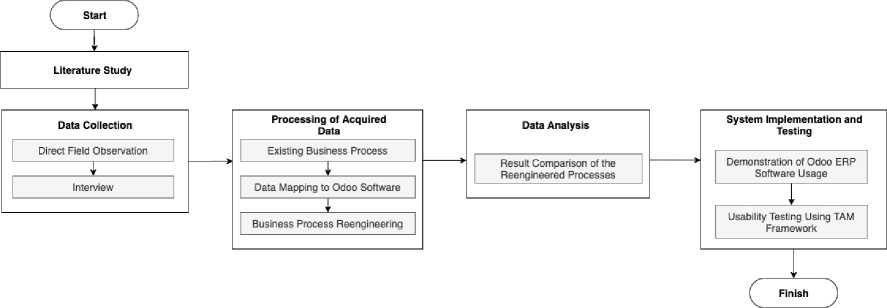 Start
Literature Study
Data Collection
Direct Field Observation
Interview
Processing of Acquired
Data
Existing Business Process
Data Mapping to Odoo Software
Business Process Reengineering
Data Analysis
Result Comparison of the
Reengineered Processes
System Implementation and
Testing
Demonstration of Odoo ERP
Software Usage
Usability Testing Using TAM
Framework
Finish